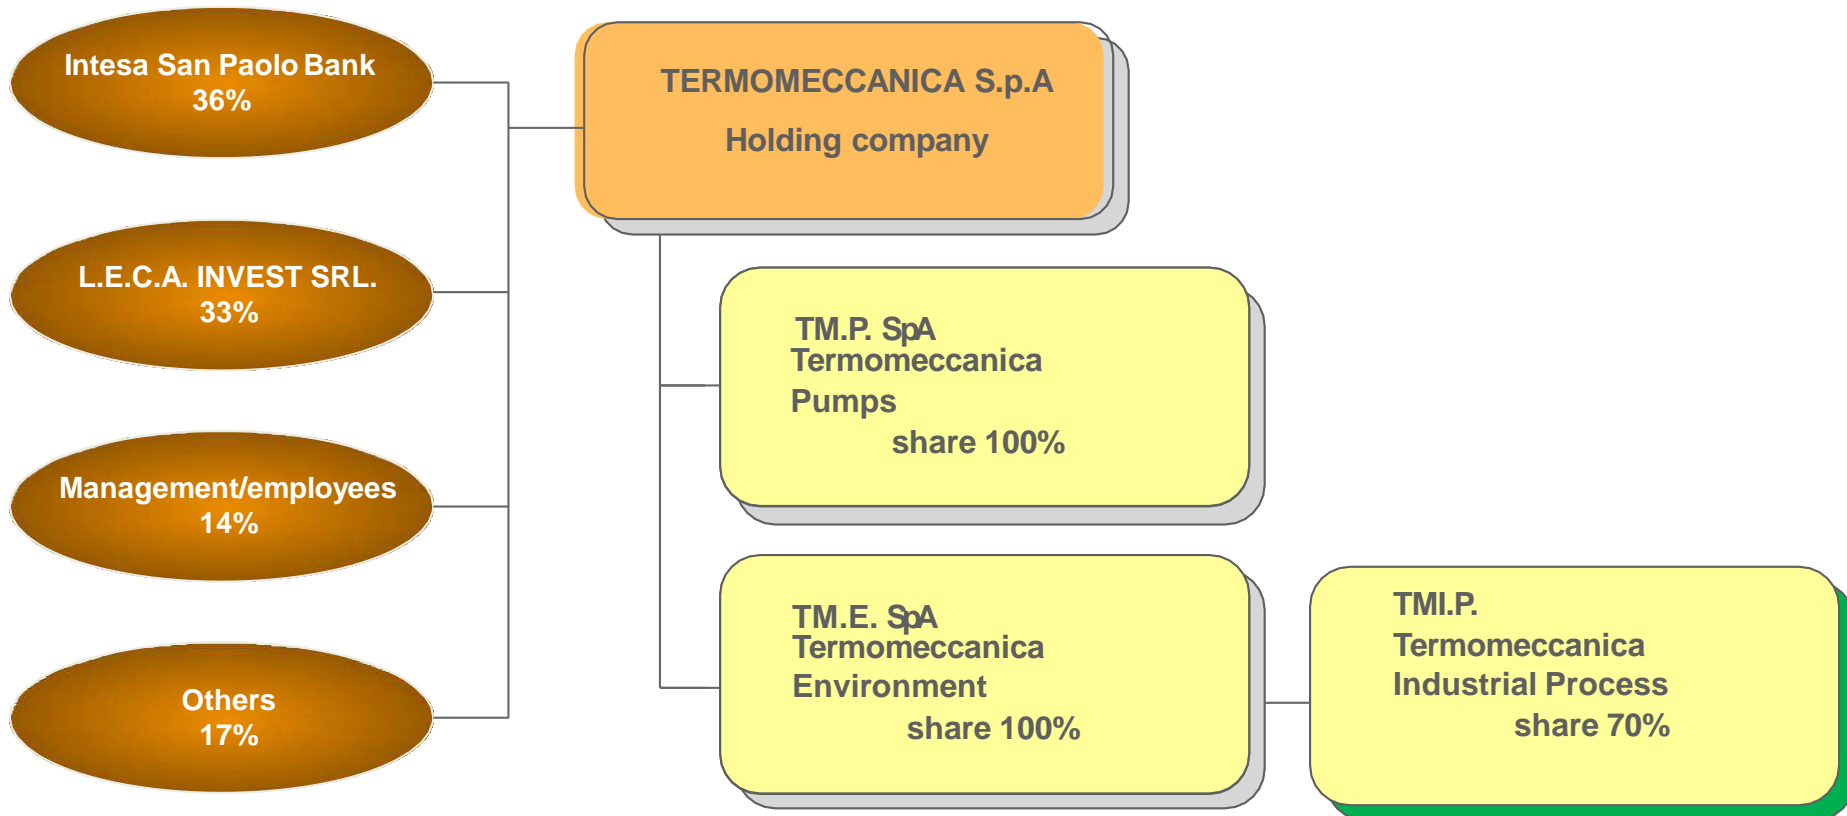 Intesa San Paolo Bank
36%
L.E.C.A. INVEST SRL.
33%
Management/employees
14%
Others
17%
TERMOMECCANICA S.p.A
Holding company
TM.P. SpA
Termomeccanica
Pumps
share 100%
TM.E. SpA
Termomeccanica
Environment
share 100%
TMI.P.
Termomeccanica
Industrial Process
share 70%